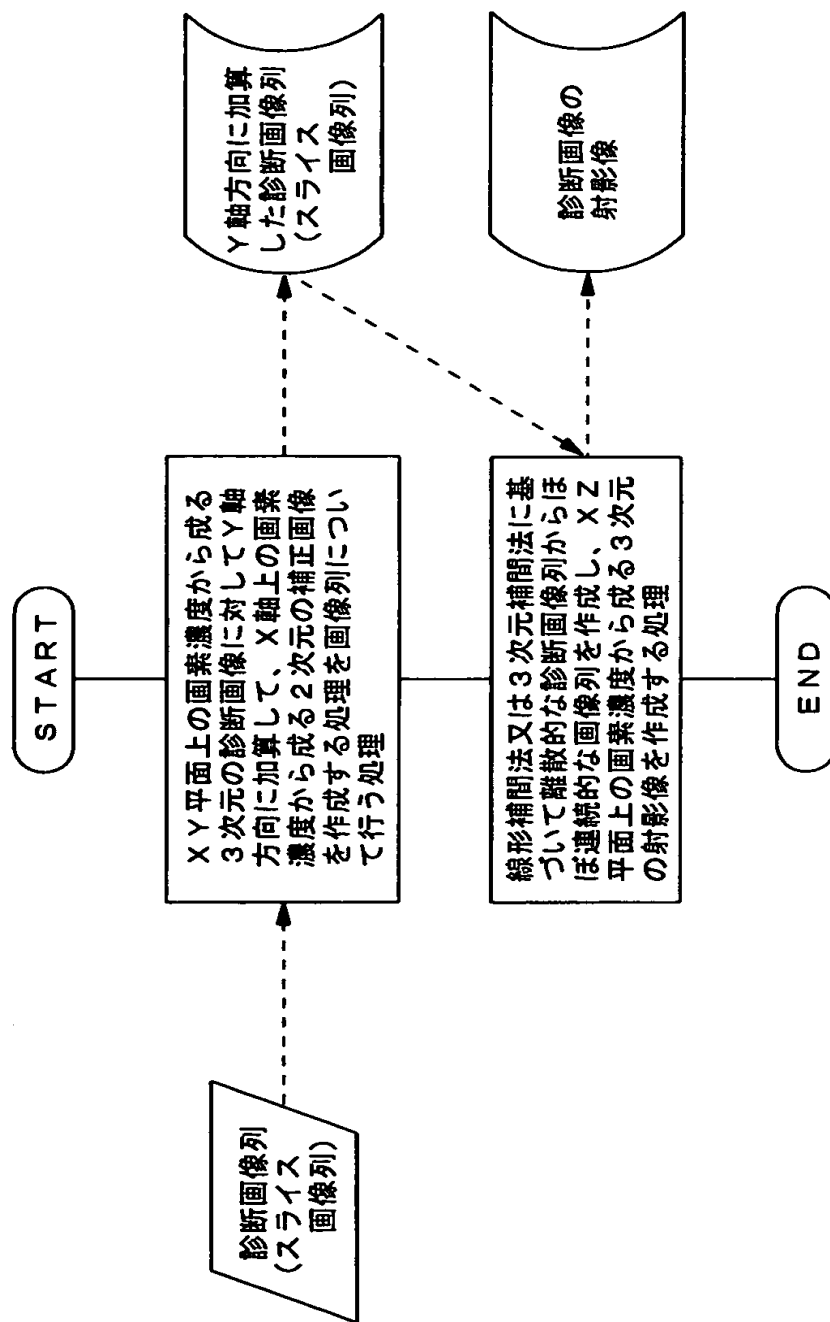 START
診断画像列
(スライス
画像列)
XY平面上の画素濃度から成る
3次元の診断画像に対してY軸
方向に加算して、X軸上の画素
濃度から成る2次元の補正画像
を作成する処理を画像列につい
て行う処理
Y軸方向に加算
した診断画像列
(スライス
画像列)
線形補間法又は3次元補間法に基
づいて離散的な診断画像列からほ
ぼ連続的な画像列を作成し、XZ
平面上の画素濃度から成る3次元
の射影像を作成する処理
診断画像の
射影像
END